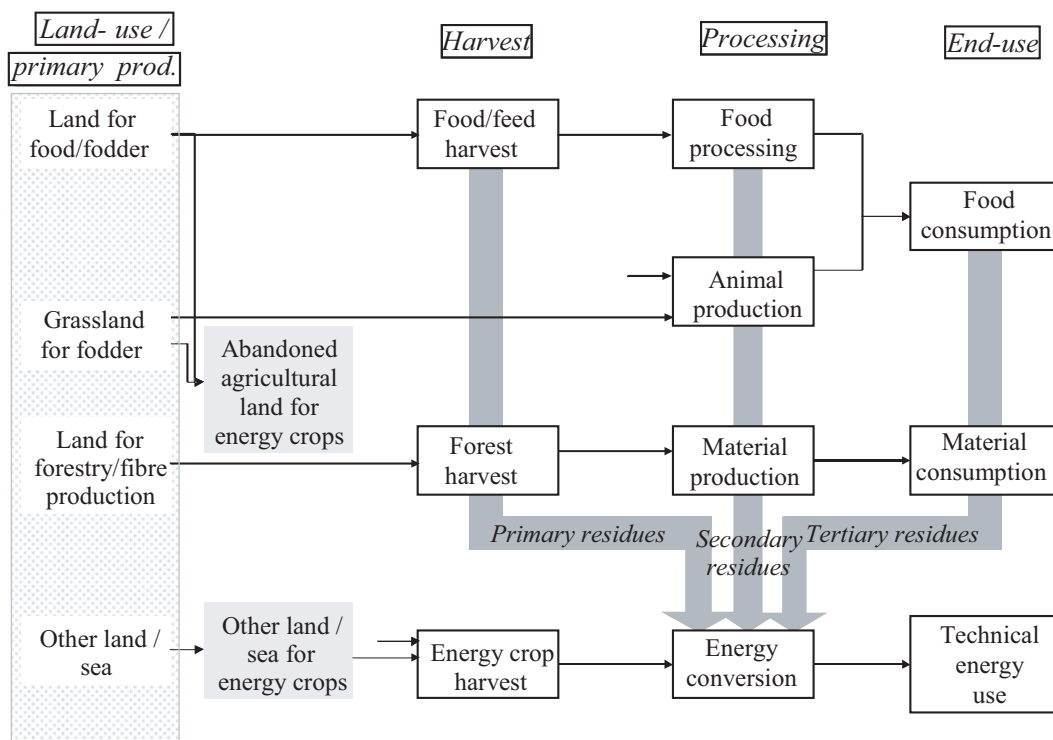 Land- use /
primary prod.
Harvest
Processing
End-use
Land for
food/fodder
Food/feed
harvest
Food
processing
Food
consumption
Animal
production
Grassland
for fodder
Abandoned
agricultural
land for
energy crops
Land for
forestry/fibre
production
Forest
harvest
Material
production
Material
consumption
Primary residues
Secondary
residues
Tertiary residues
Other land /
sea
Other land /
sea for
energy crops
Energy crop
harvest
Energy
conversion
Technical
energy
use